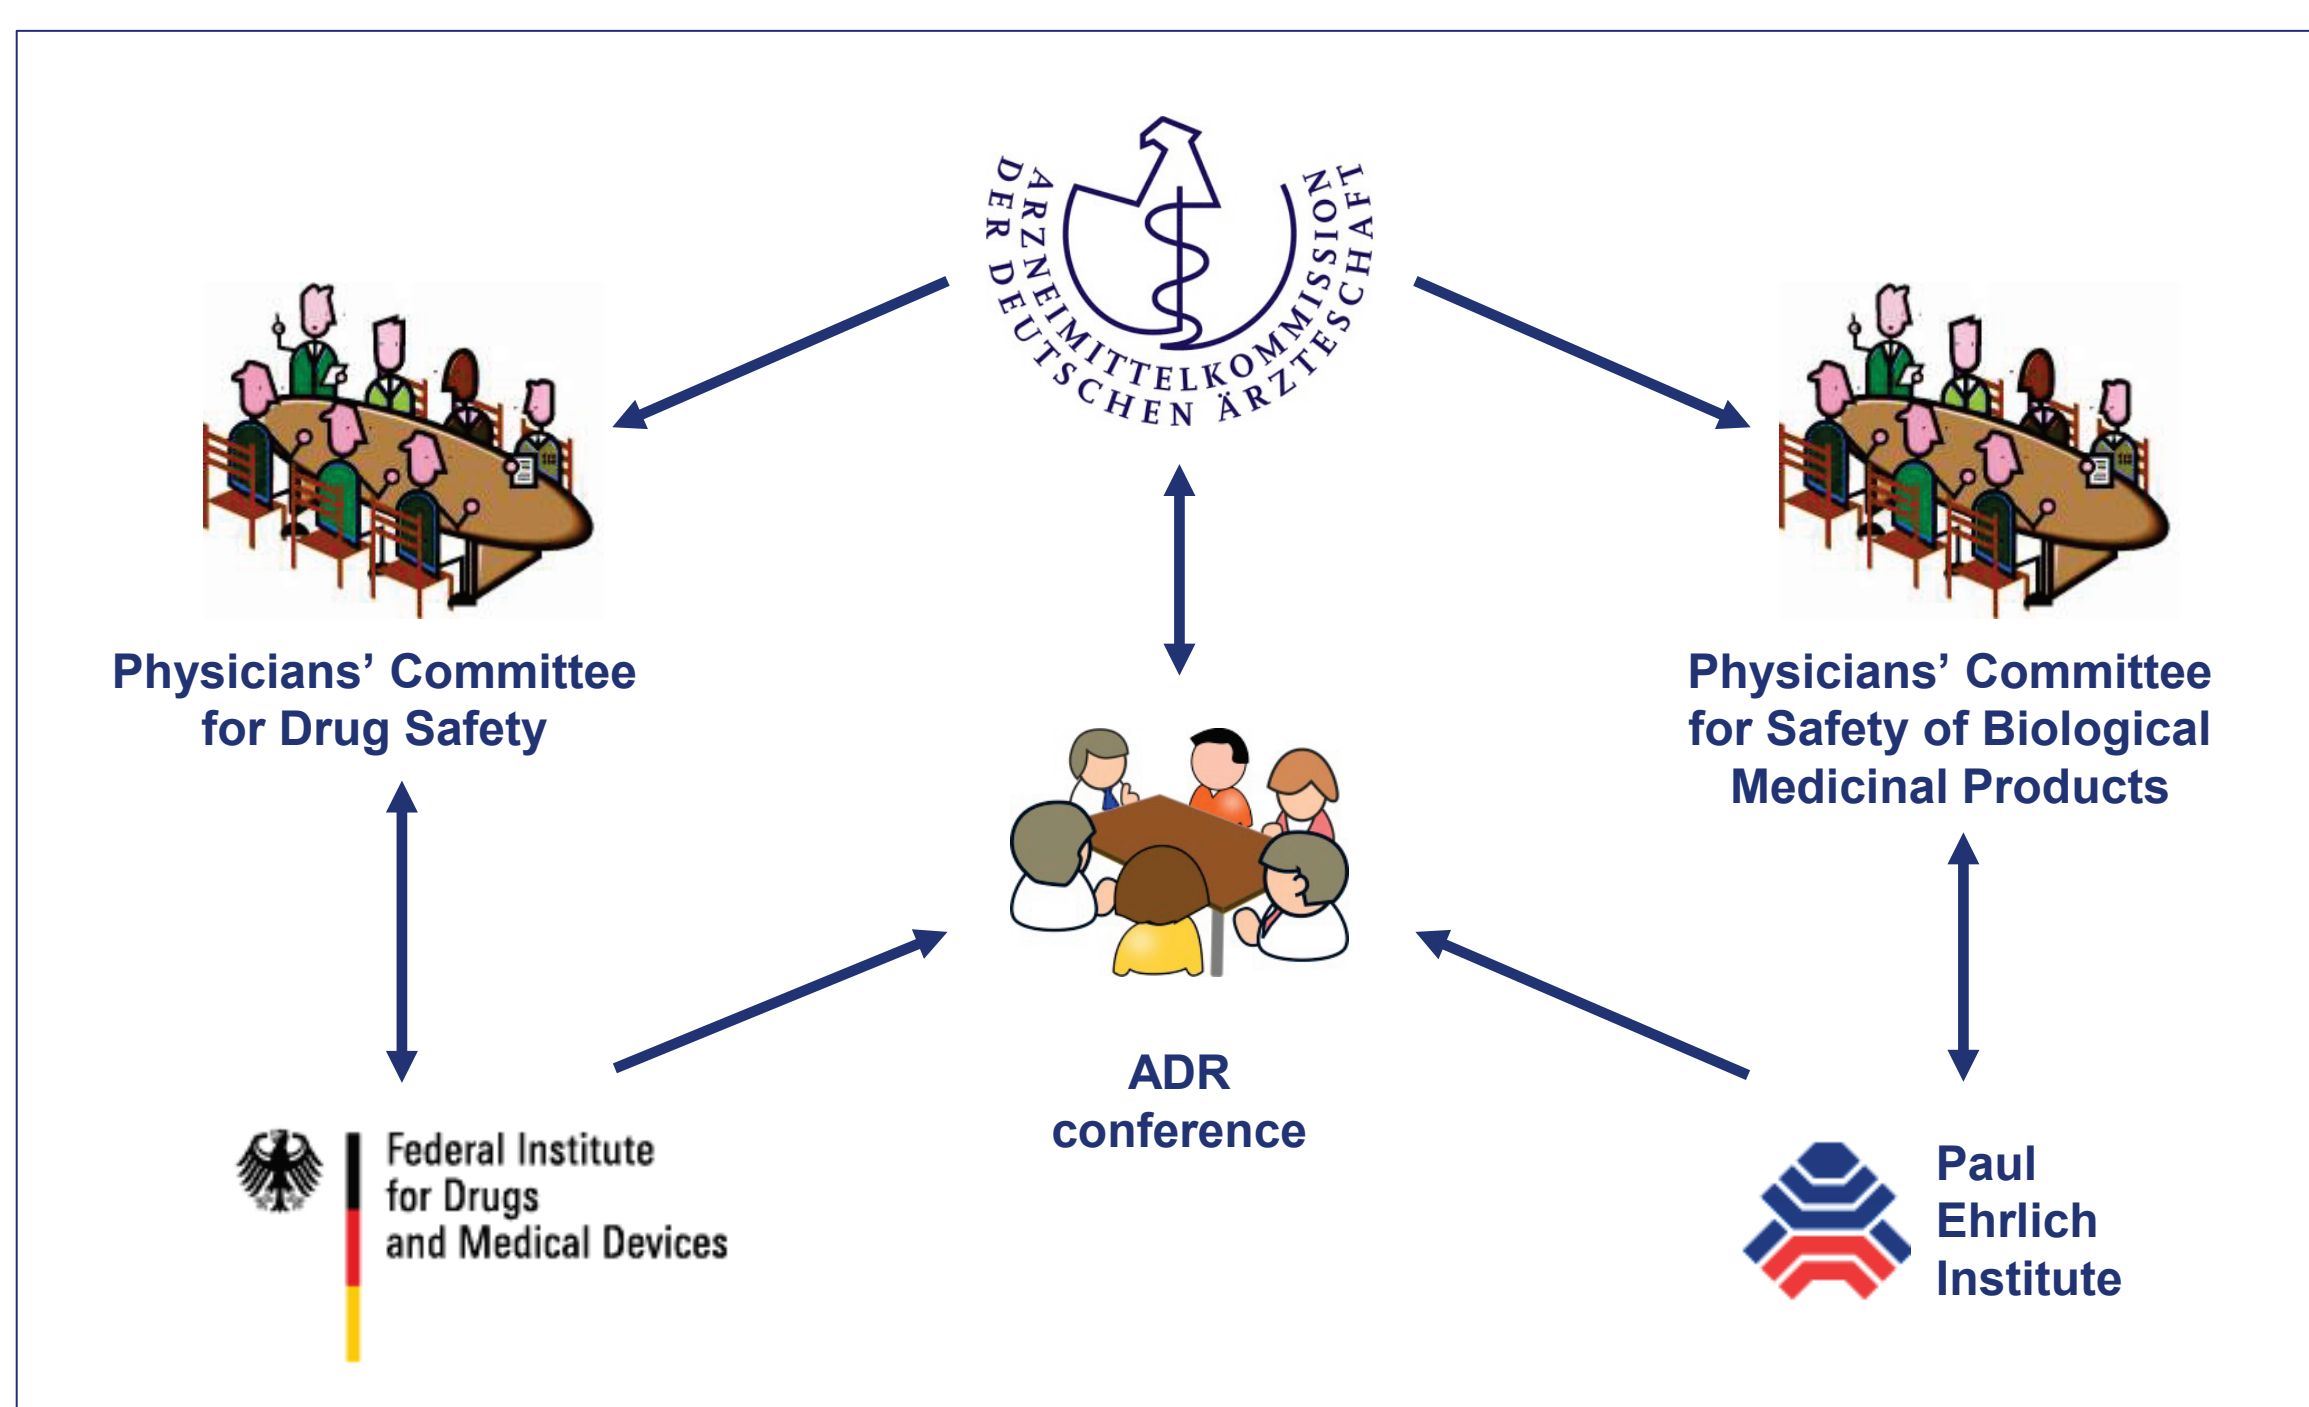 ARZNEIMITTELKOMMISSION
DER DEUTSCHEN ÄRZTESCHAFT
Physicians’ Committee
for Drug Safety
Physicians’ Committee
for Safety of Biological
Medicinal Products
ADR
conference
Federal Institute
for Drugs
and Medical Devices
Paul
Ehrlich
Institute